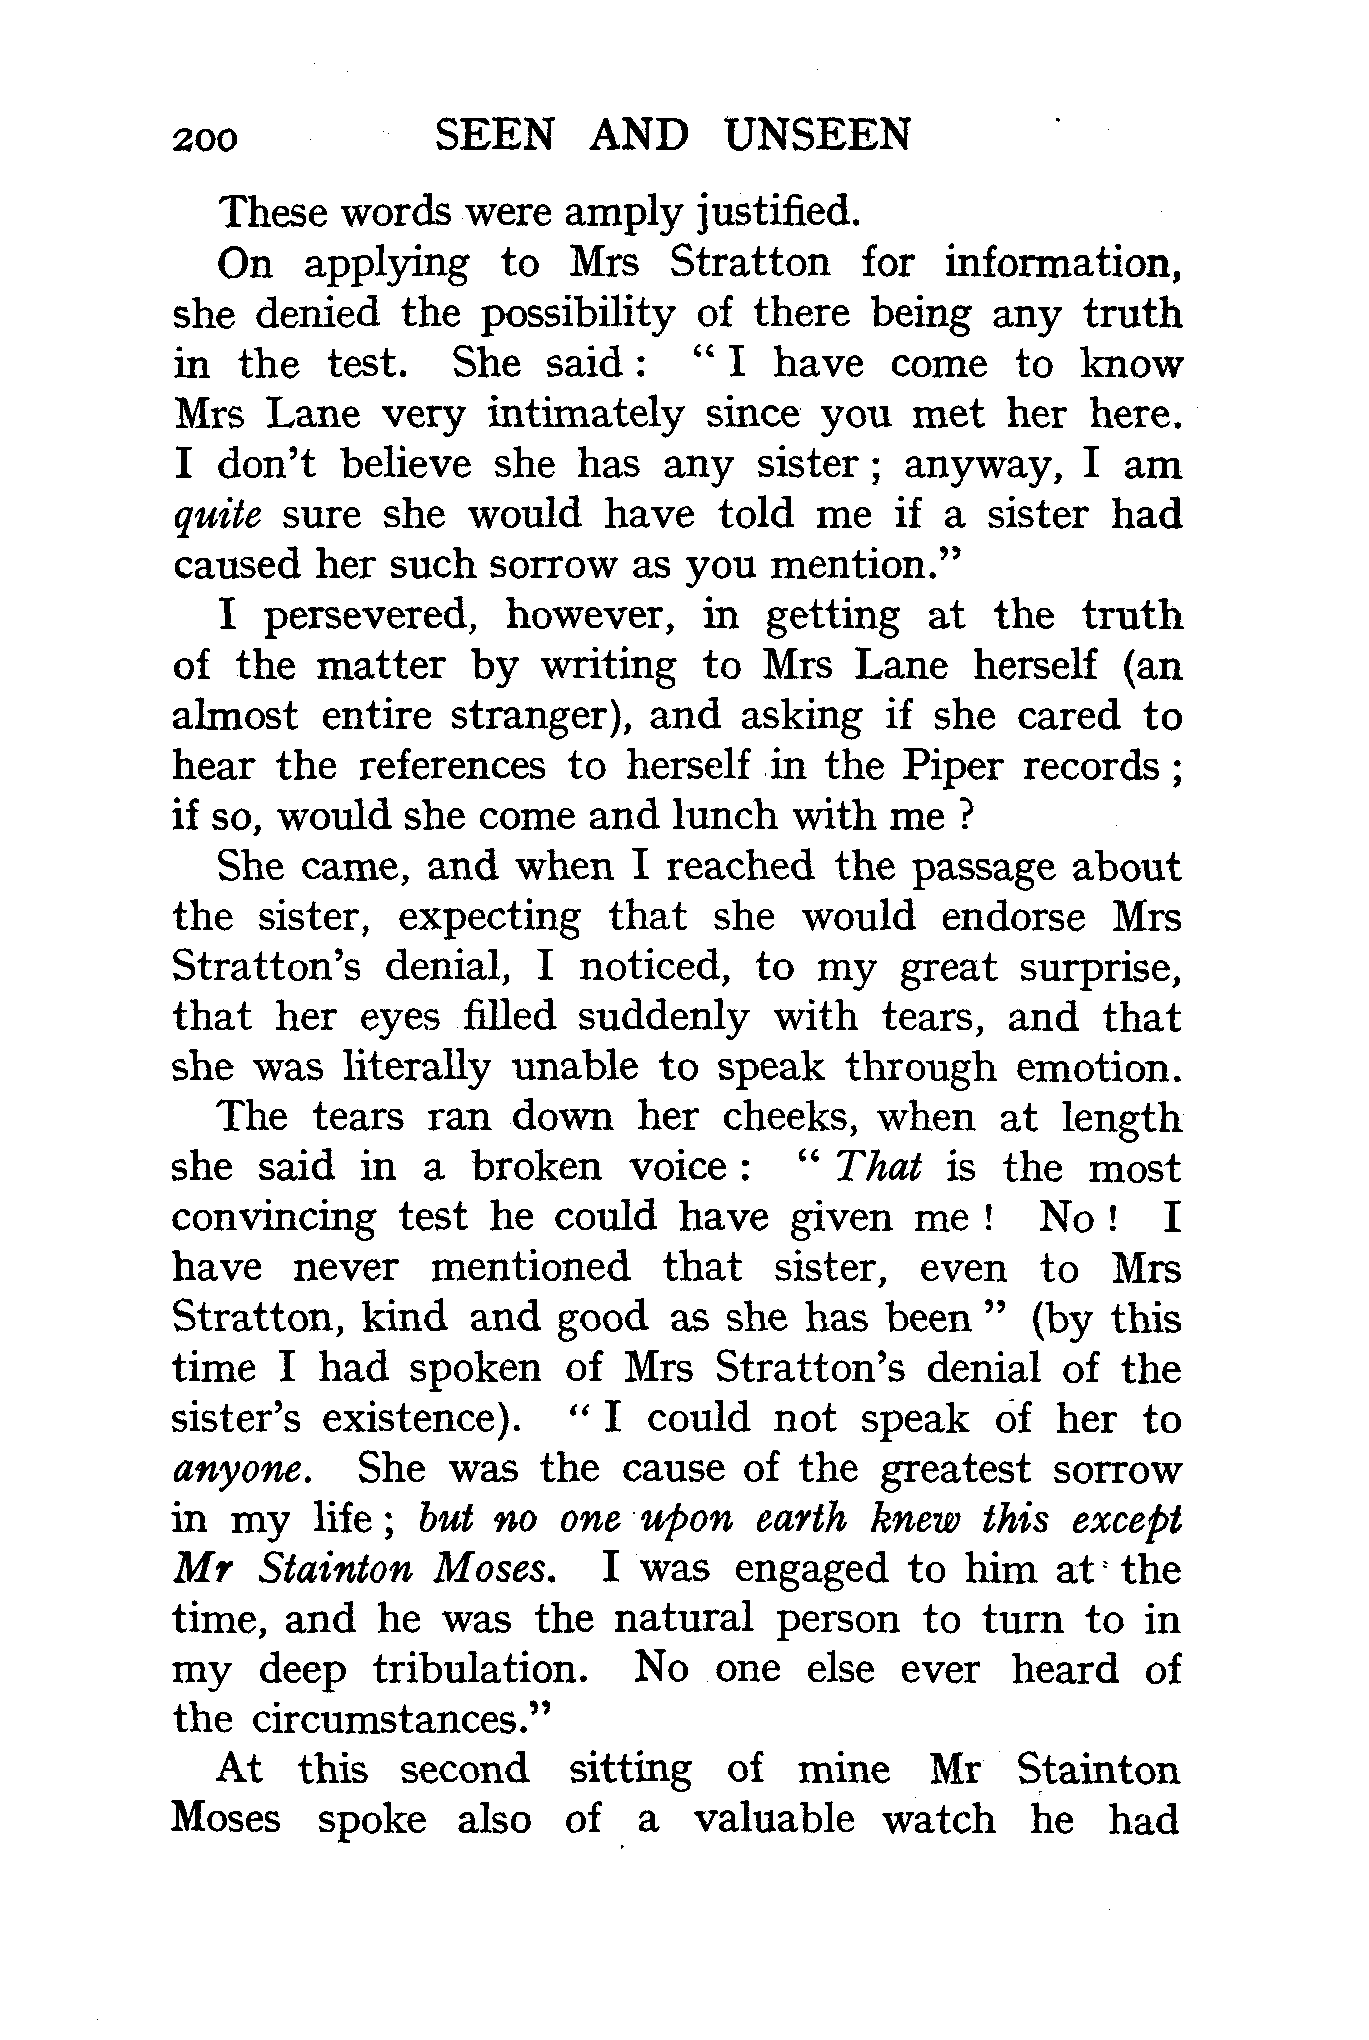 200 SEEN AND UNSEEN
These words were amply justified.
On applying to Mrs Stratton for information,
she denied the possibility of there being any truth
in the test. She said : “ I have come to know
Mrs Lane very intimately since you met her here.
I don’t believe she has any sister ; anyway, I am
quite sure she would have told me if a sister had
caused her such sorrow as you mention.”
I persevered, however, in getting at the truth
of the matter by writing to Mrs Lane herself (an
almost entire stranger), and asking if she cared to
hear the references to herself in the Piper records ;
if so, would she come and lunch with me ?
She came, and when I reached the passage about
the sister, expecting that she would endorse Mrs
Stratton’s denial, I noticed, to my great surprise,
that her eyes filled suddenly with tears, and that
she was literally unable to speak through emotion.
The tears ran down her cheeks, when at length
she said in a broken voice : “ That is the most
convincing test he could have given me ! No ! I
have never mentioned that sister, even to Mrs
Stratton, kind and good as she has been ” (by this
time I had spoken of Mrs Stratton’s denial of the
sister’s existence). “ I could not speak of her to
anyone. She was the cause of the greatest sorrow
in my life ; but no one upon earth knew this except
Mr Stainton Moses. I was engaged to him at the
time, and he was the natural person to turn to in
my deep tribulation. No one else ever heard of
the circumstances.”
At this second sitting of mine Mr Stainton
Moses spoke also of a valuable watch he had